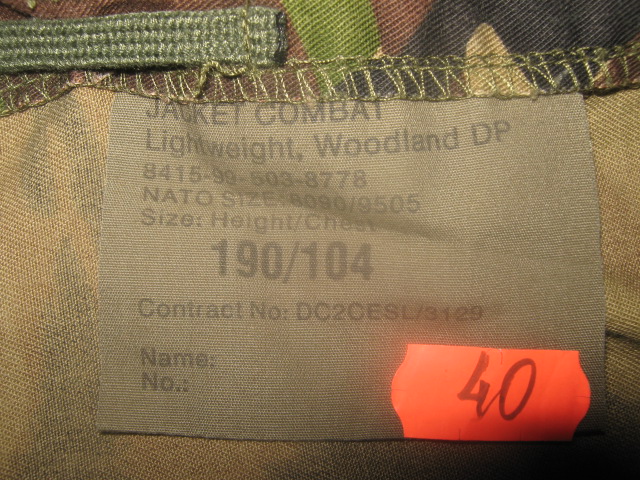 JACKET COMBAT
Lightweight, Woodland DP
8415-99-503-8778
NATO SIZE: 8090/9505
Size: Height/Chest
190/104
Contract No: DC2CESL/3129
Name:
No.:
40